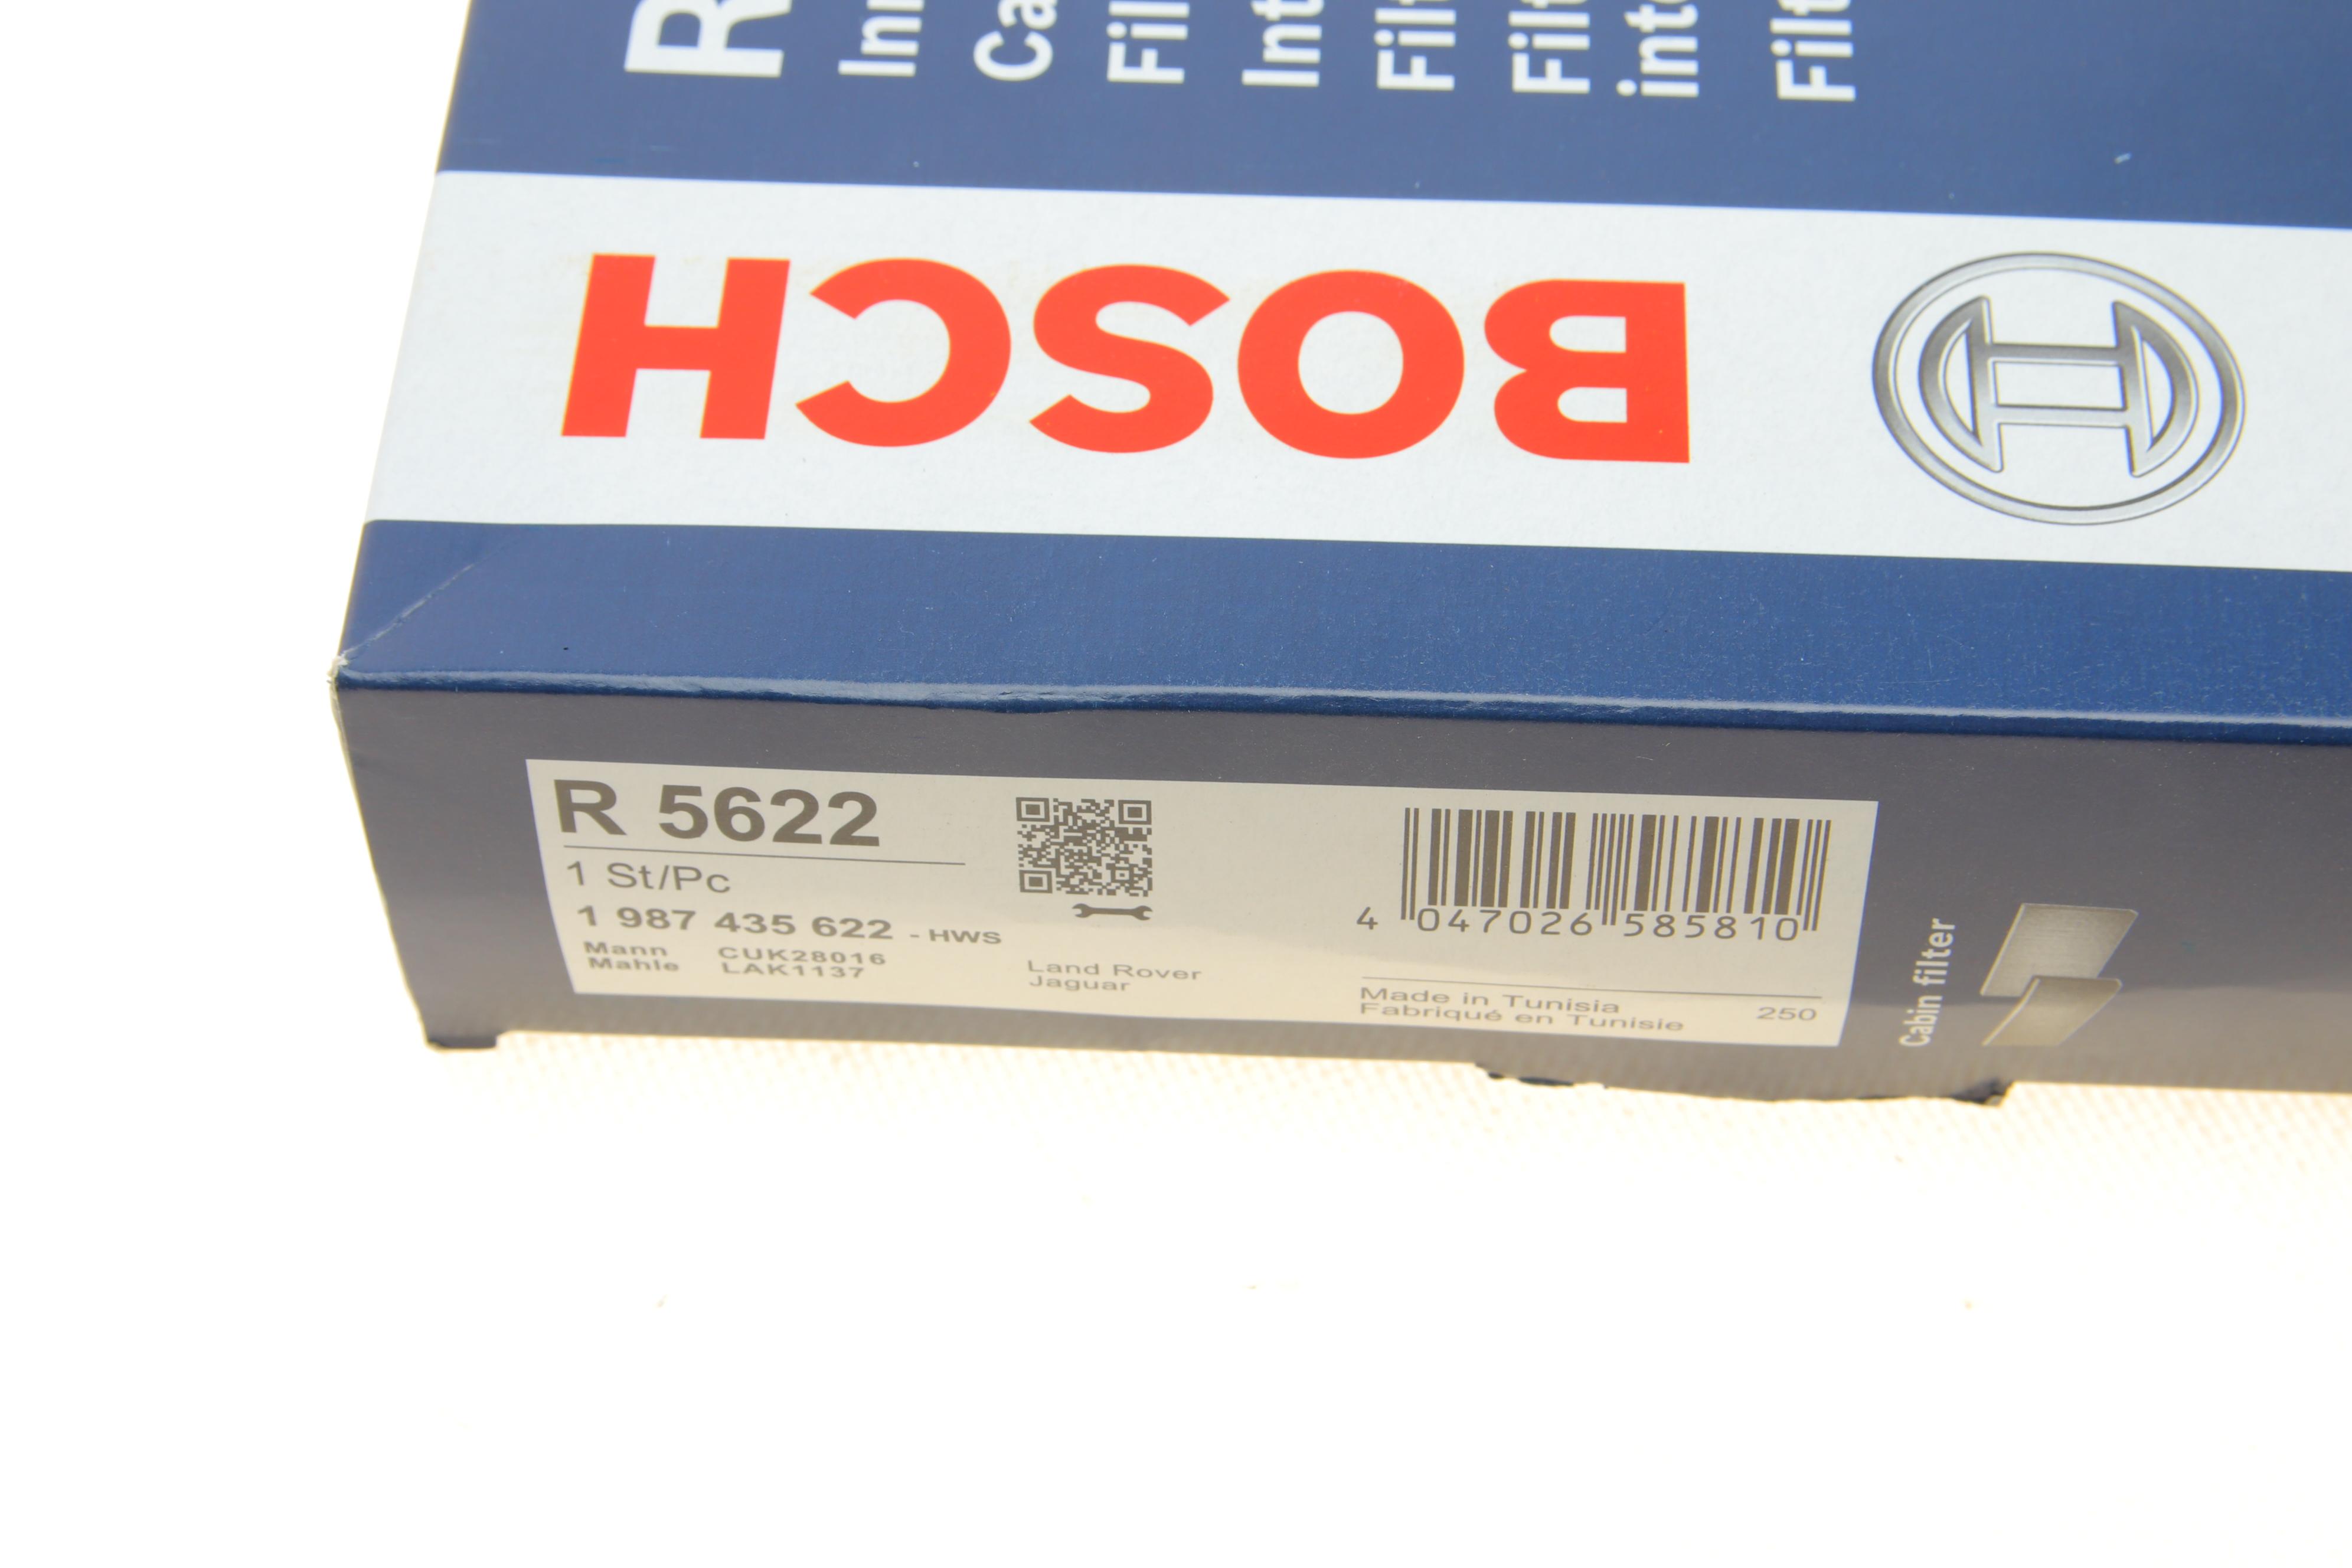 R
BOSCH
R 5622
1 St/Pc
1 987 435 622 - HWS
Mann CUK28016
Mahle LAK1137
Land Rover
Jaguar
4 047026 585810
Made in Tunisia
Fabriqué en Tunisie
250
Cabin filter